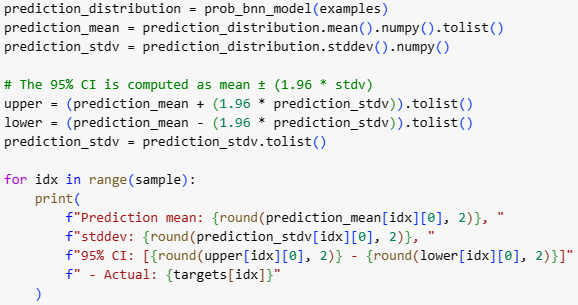 prediction_distribution = prob_bnn_model(examples)
prediction_mean = prediction_distribution.mean().numpy().tolist()
prediction_stdv = prediction_distribution.stddev().numpy()

# The 95% CI is computed as mean ± (1.96 * stdv)
upper = (prediction_mean + (1.96 * prediction_stdv)).tolist()
lower = (prediction_mean - (1.96 * prediction_stdv)).tolist()
prediction_stdv = prediction_stdv.tolist()

for idx in range(sample):
    print(
        f"Prediction mean: {round(prediction_mean[idx][0], 2)}, "
        f"stddev: {round(prediction_stdv[idx][0], 2)}, "
        f"95% CI: [{round(upper[idx][0], 2)} - {round(lower[idx][0], 2)}]"
        f" - Actual: {targets[idx]}"
    )